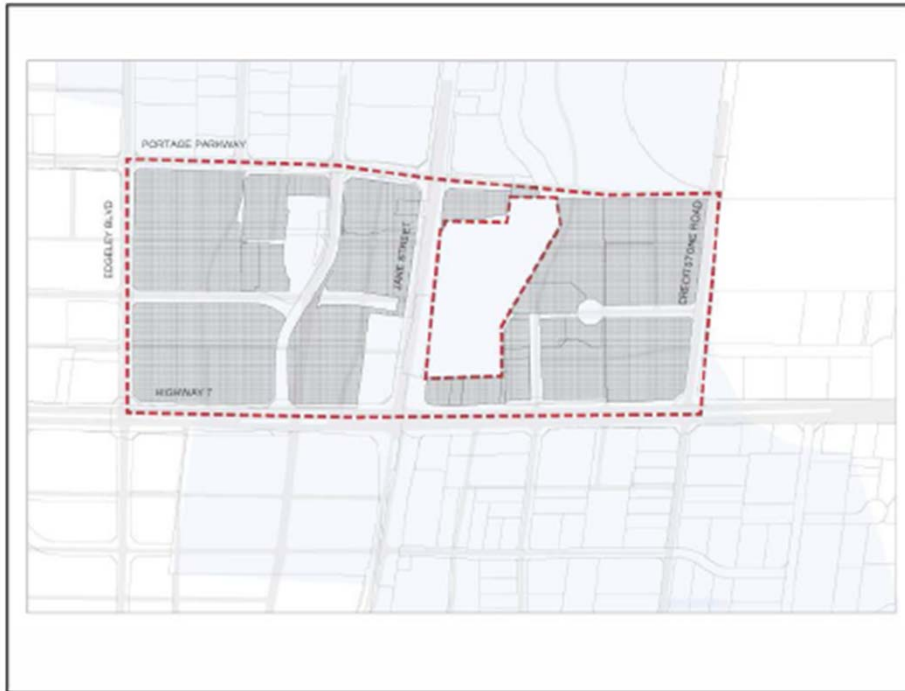 PORTAGE PARKWAY
EDGELEY BLVD
JANE STREET
CREDITSTONE ROAD
HIGHWAY 7